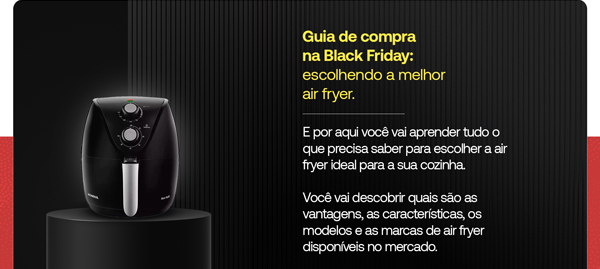 Guia de compra
na Black Friday:
escolhendo a melhor
air fryer.
E por aqui você vai aprender tudo o
que precisa saber para escolher a air
fryer ideal para a sua cozinha.
Você vai descobrir quais são as
vantagens, as características, os
modelos e as marcas de air fryer
disponíveis no mercado.